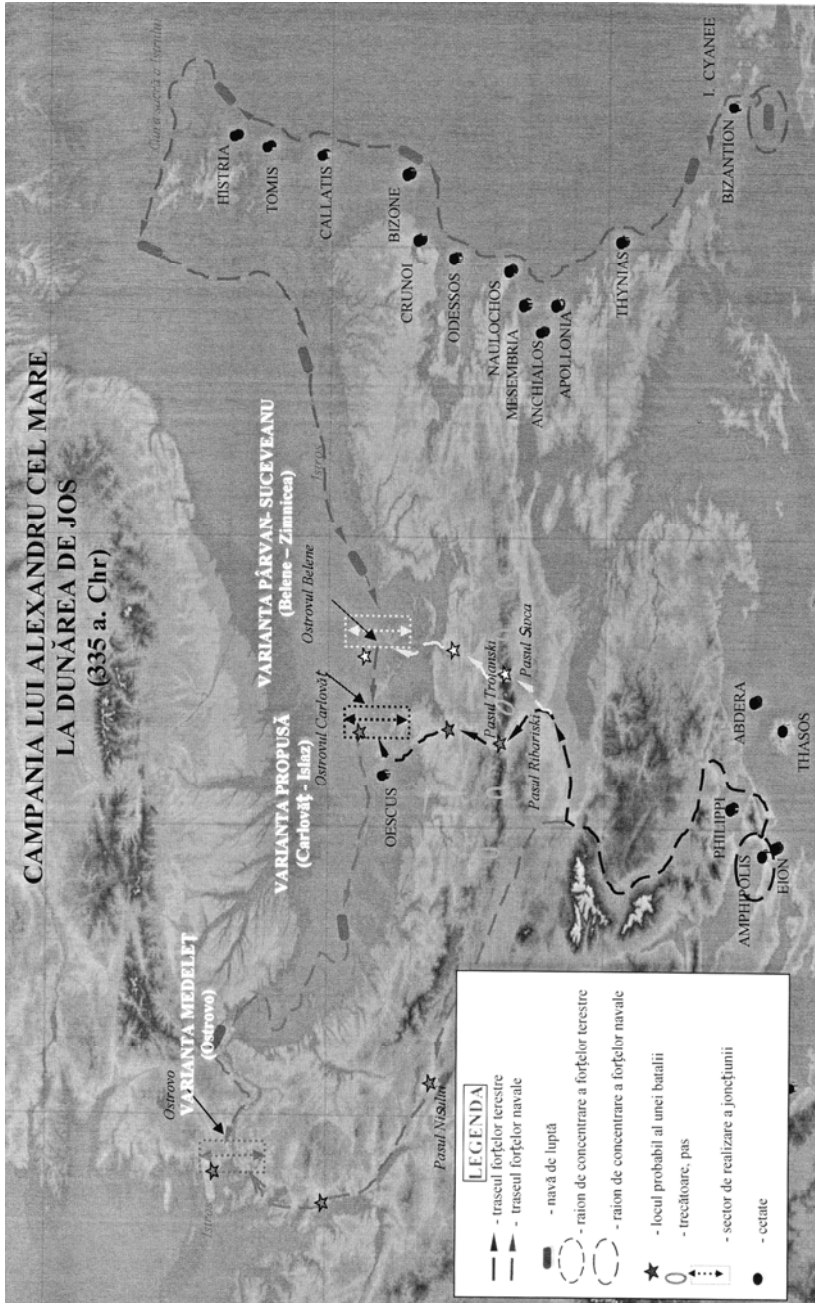 CAMPANIA LUI ALEXANDRU CEL MARE
LA DUNĂREA DE JOS
(335 a. Chr)
VARIANTA MEDELET
(Ostrovo)
VARIANTA PROPUSĂ
(Carlovăț - Islaz)
VARIANTA PÂRVAN- SUCEVEANU
(Belene – Zimnicea)
Ostrovo
Ostrovul Carlovăț
Ostrovul Belene
Istros
Istros
HISTRIA
TOMIS
CALLATIS
BIZONE
CRUNOI
ODESSOS
NAULOCHOS
MESEMBRIA
ANCHIALOS
APOLLONIA
THYNIAS
BIZANTION
I. CYANEE
OESCUS
Pasul Trojanski
Pasul Ribariski
Pasul
Pasul
ABDERA
THASOS
PHILIPPI
AMPHIPOLIS
EION
LEGENDA
- traseul forțelor terestre
- traseul forțelor navale
- navă de luptă
- raion de concentrare a forțelor terestre
- raion de concentrare a forțelor navale
- locul probabil al unei batalii
- trecătoare, pas
- sector de realizare a joncțiunii
- cetate